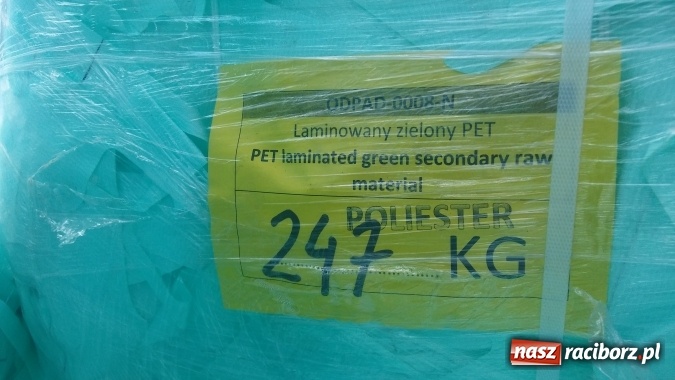 ODPAD-0008-N
Laminowany zielony PET
PET laminated green secondary raw
material
POLIESTER
247 KG
nasz raciborz.pl